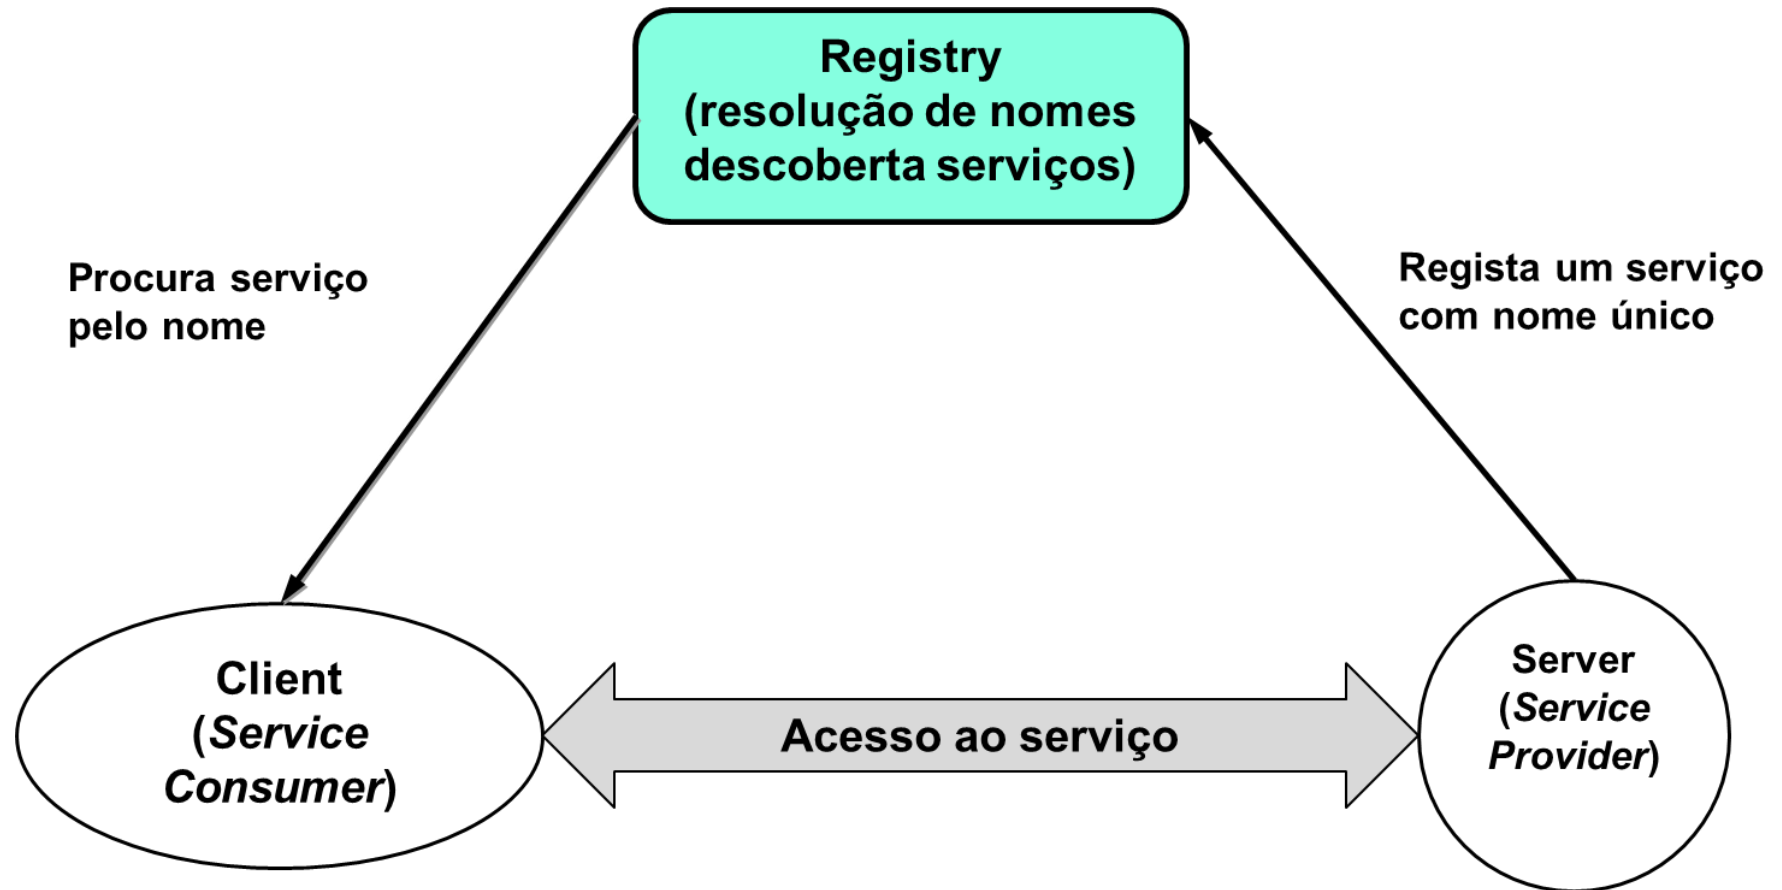 Registry
(resolução de nomes
descoberta serviços)
Procura serviço
pelo nome
Regista um serviço
com nome único
Client
(Service
Consumer)
Acesso ao serviço
Server
(Service
Provider)